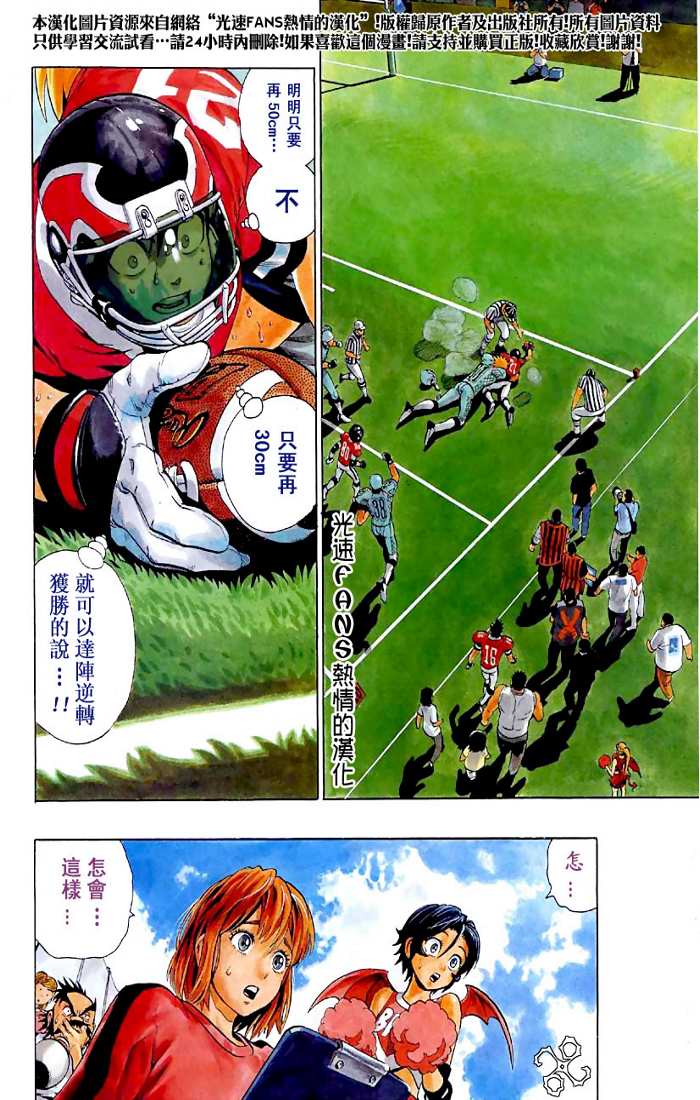 本漢化圖片資源來自網絡“光速FANS熱情的漢化”!版權歸原作者及出版社所有!所有圖片資料
只供學習交流試看…請24小時內刪除!如果喜歡這個漫畫!請支持並購買正版!收藏欣賞!謝謝!
明明只要
再50cm…
不
只要再
30cm
就可以達陣逆轉
獲勝的說…!!
光速FANS熱情的漢化
80
88
21
16
怎…
怎會…
這樣…